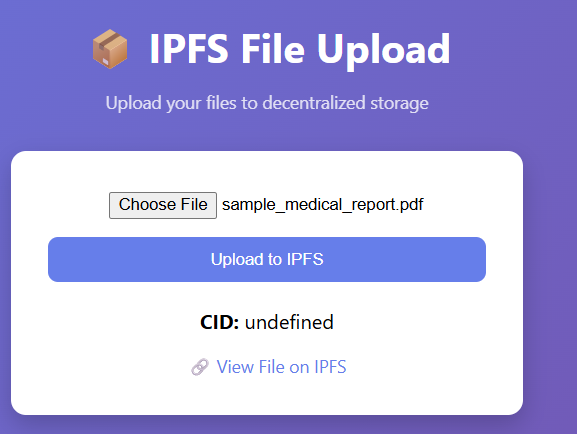 IPFS File Upload
Upload your files to decentralized storage
Choose File sample_medical_report.pdf
Upload to IPFS
CID: undefined
View File on IPFS